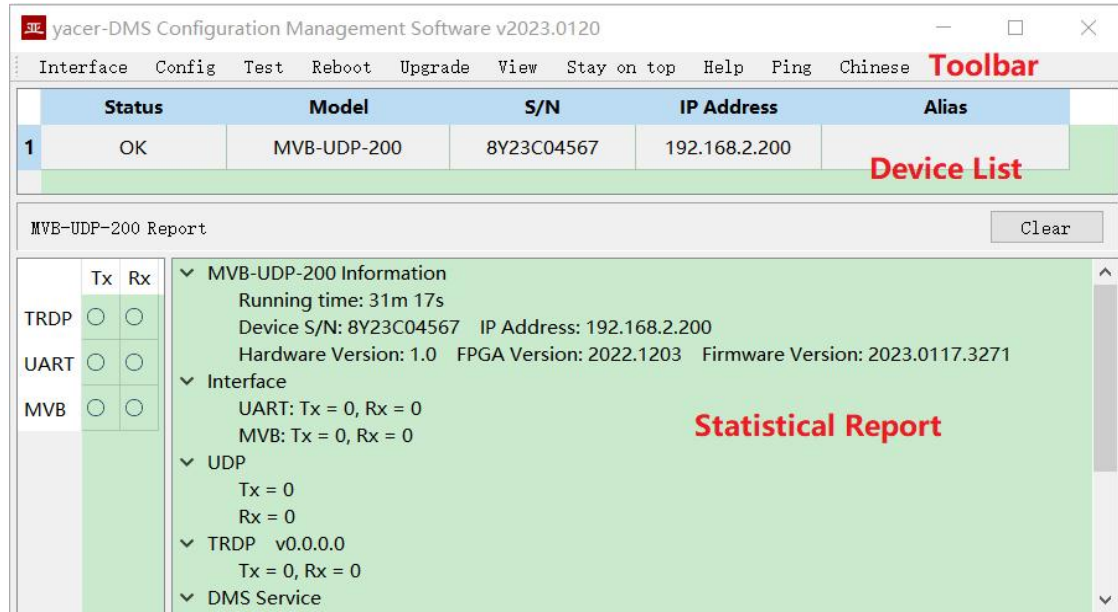 yacer-DMS Configuration Management Software v2023.0120
Interface Config Test Reboot Upgrade View Stay on top Help Ping Chinese Toolbar
Status Model S/N IP Address Alias
1 OK MVB-UDP-200 8Y23C04567 192.168.2.200
Device List
MVB-UDP-200 Report Clear
Tx Rx
TRDP
UART
MVB
MVB-UDP-200 Information
Running time: 31m 17s
Device S/N: 8Y23C04567 IP Address: 192.168.2.200
Hardware Version: 1.0 FPGA Version: 2022.1203 Firmware Version: 2023.0117.3271
Interface
UART: Tx = 0, Rx = 0
MVB: Tx = 0, Rx = 0
Statistical Report
UDP
Tx = 0
Rx = 0
TRDP v0.0.0.0
Tx = 0, Rx = 0
DMS Service